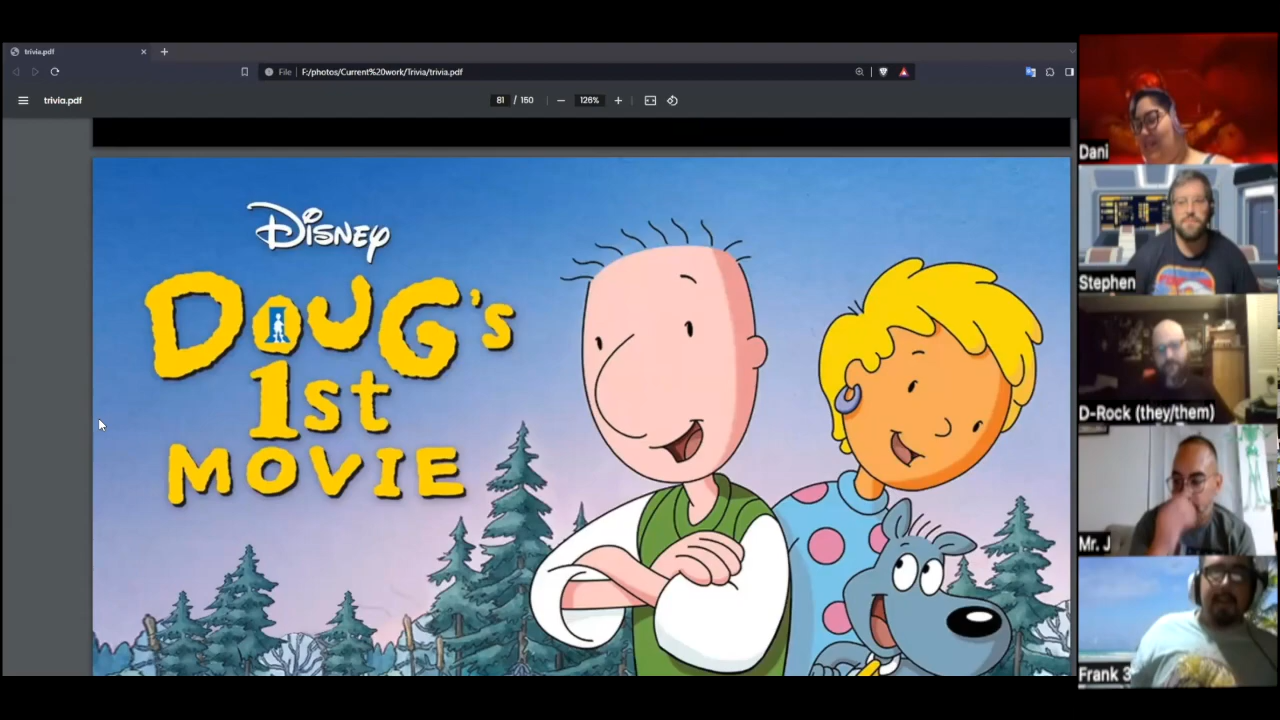 trivia.pdf
File F:/photos/Current%20work/Trivia/trivia.pdf
trivia.pdf
81 / 150
126%
Disney
DOUG's
1st
MOVIE
Dani
Stephen
D-Rock (they/them)
Mr. J
Frank 3